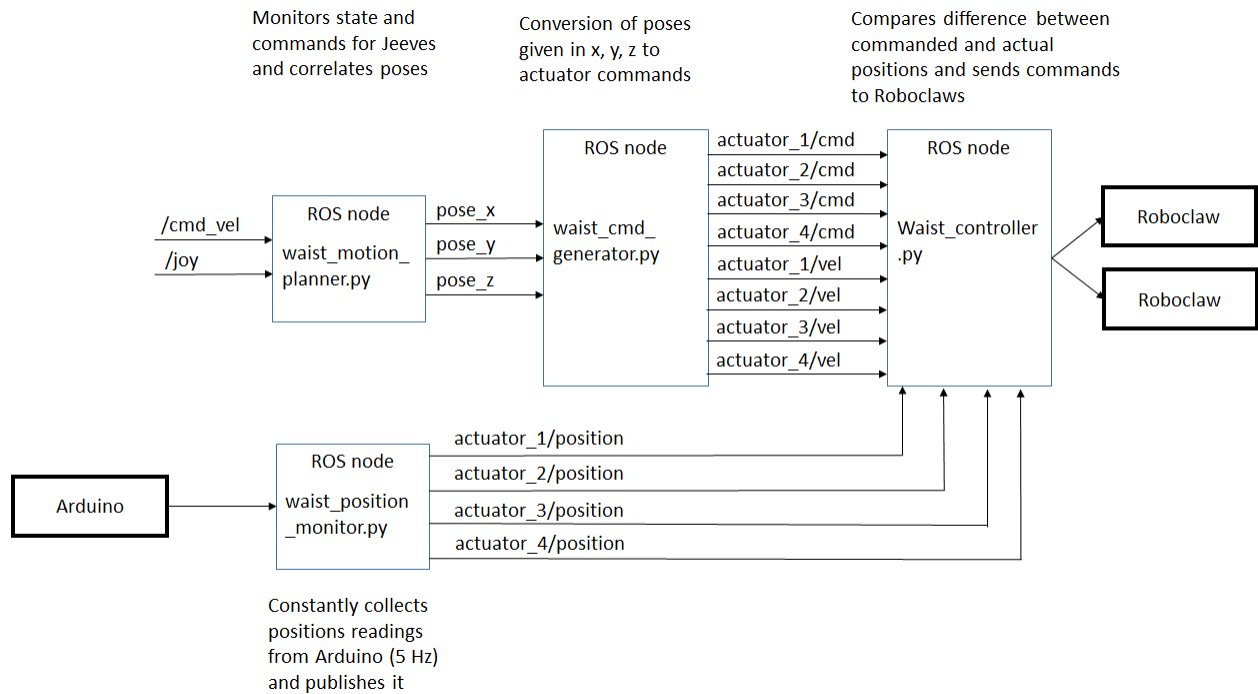 Monitors state and
commands for Jeeves
and correlates poses
Conversion of poses
given in x, y, z to
actuator commands
Compares difference between
commanded and actual
positions and sends commands
to Roboclaws
/cmd_vel
/joy
ROS node
waist_motion_
planner.py
pose_x
pose_y
pose_z
ROS node
waist_cmd_
generator.py
actuator_1/cmd
actuator_2/cmd
actuator_3/cmd
actuator_4/cmd
actuator_1/vel
actuator_2/vel
actuator_3/vel
actuator_4/vel
ROS node
Waist_controller
.py
Roboclaw
Roboclaw
Arduino
ROS node
waist_position
_monitor.py
actuator_1/position
actuator_2/position
actuator_3/position
actuator_4/position
Constantly collects
positions readings
from Arduino (5 Hz)
and publishes it